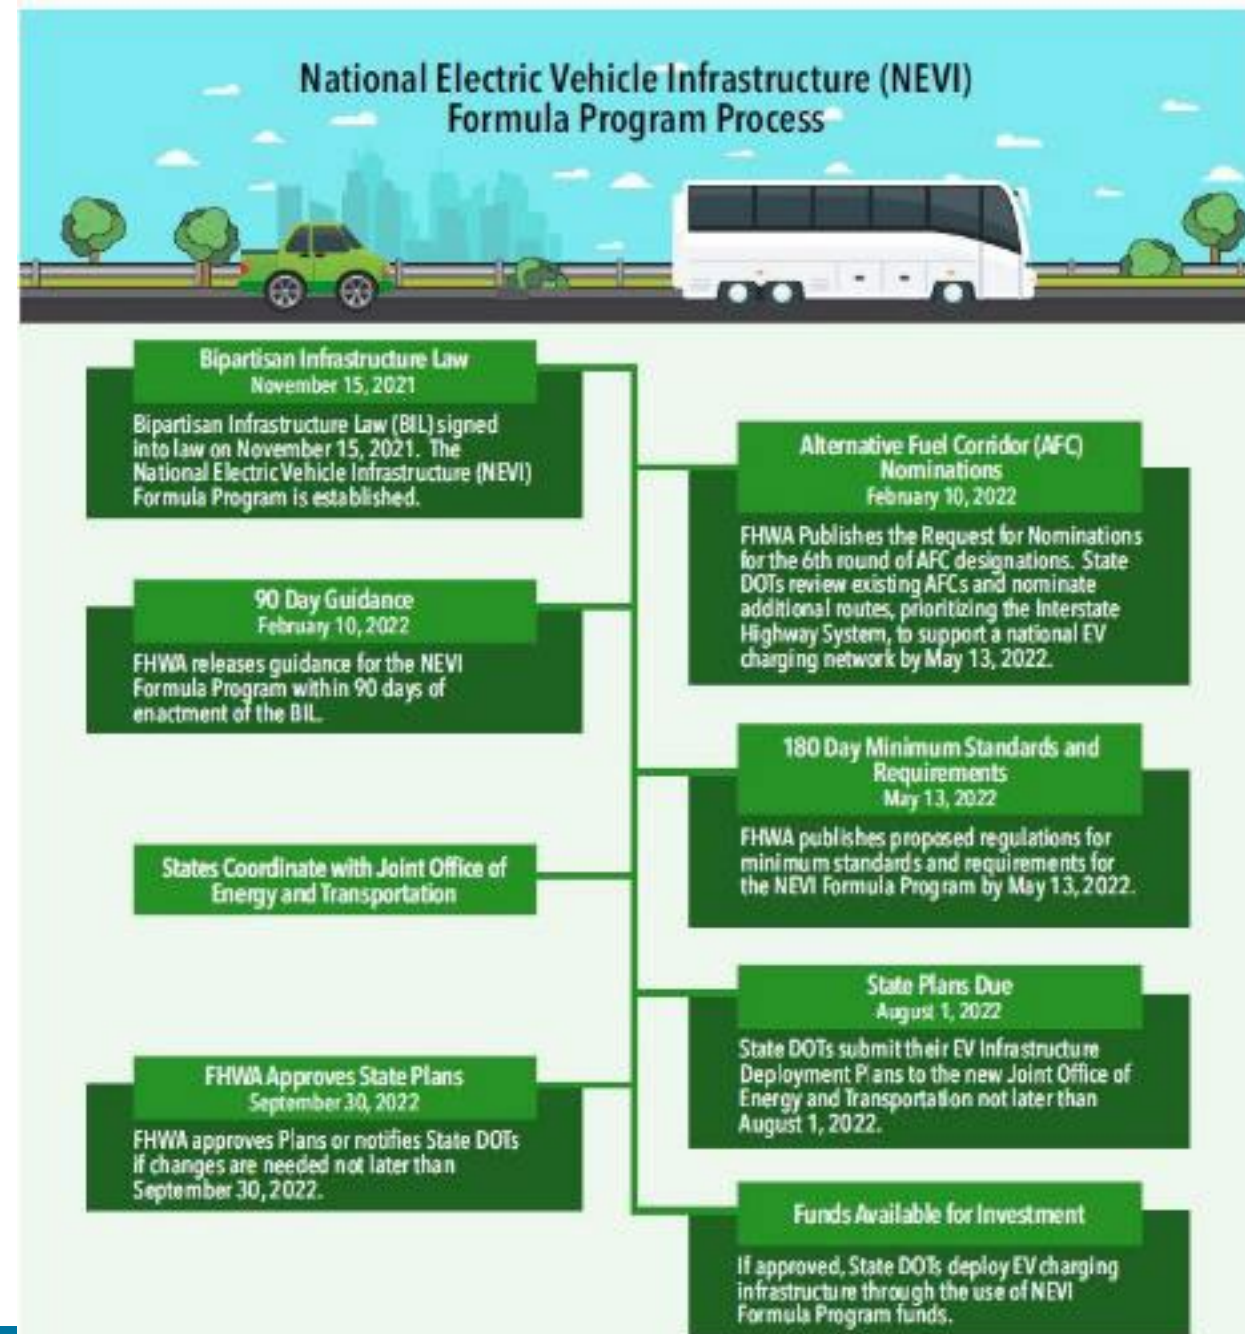 National Electric Vehicle Infrastructure (NEVI)
Formula Program Process
Bipartisan Infrastructure Law
November 15, 2021
Bipartisan Infrastructure Law (BIL) signed
into law on November 15, 2021. The
National Electric Vehicle Infrastructure (NEVI)
Formula Program is established.
Alternative Fuel Corridor (AFC)
Nominations
February 10, 2022
FHWA Publishes the Request for Nominations
for the 6th round of AFC designations. State
DOTs review existing AFCs and nominate
additional routes, prioritizing the Interstate
Highway System, to support a national EV
charging network by May 13, 2022.
90 Day Guidance
February 10, 2022
FHWA releases guidance for the NEVI
Formula Program within 90 days of
enactment of the BIL.
180 Day Minimum Standards and
Requirements
May 13, 2022
FHWA publishes proposed regulations for
minimum standards and requirements for
the NEVI Formula Program by May 13, 2022.
States Coordinate with Joint Office of
Energy and Transportation
State Plans Due
August 1, 2022
State DOTs submit their EV Infrastructure
Deployment Plans to the new Joint Office of
Energy and Transportation not later than
August 1, 2022.
FHWA Approves State Plans
September 30, 2022
FHWA approves Plans or notifies State DOTs
if changes are needed not later than
September 30, 2022.
Funds Available for Investment
If approved, State DOTs deploy EV charging
infrastructure through the use of NEVI
Formula Program funds.